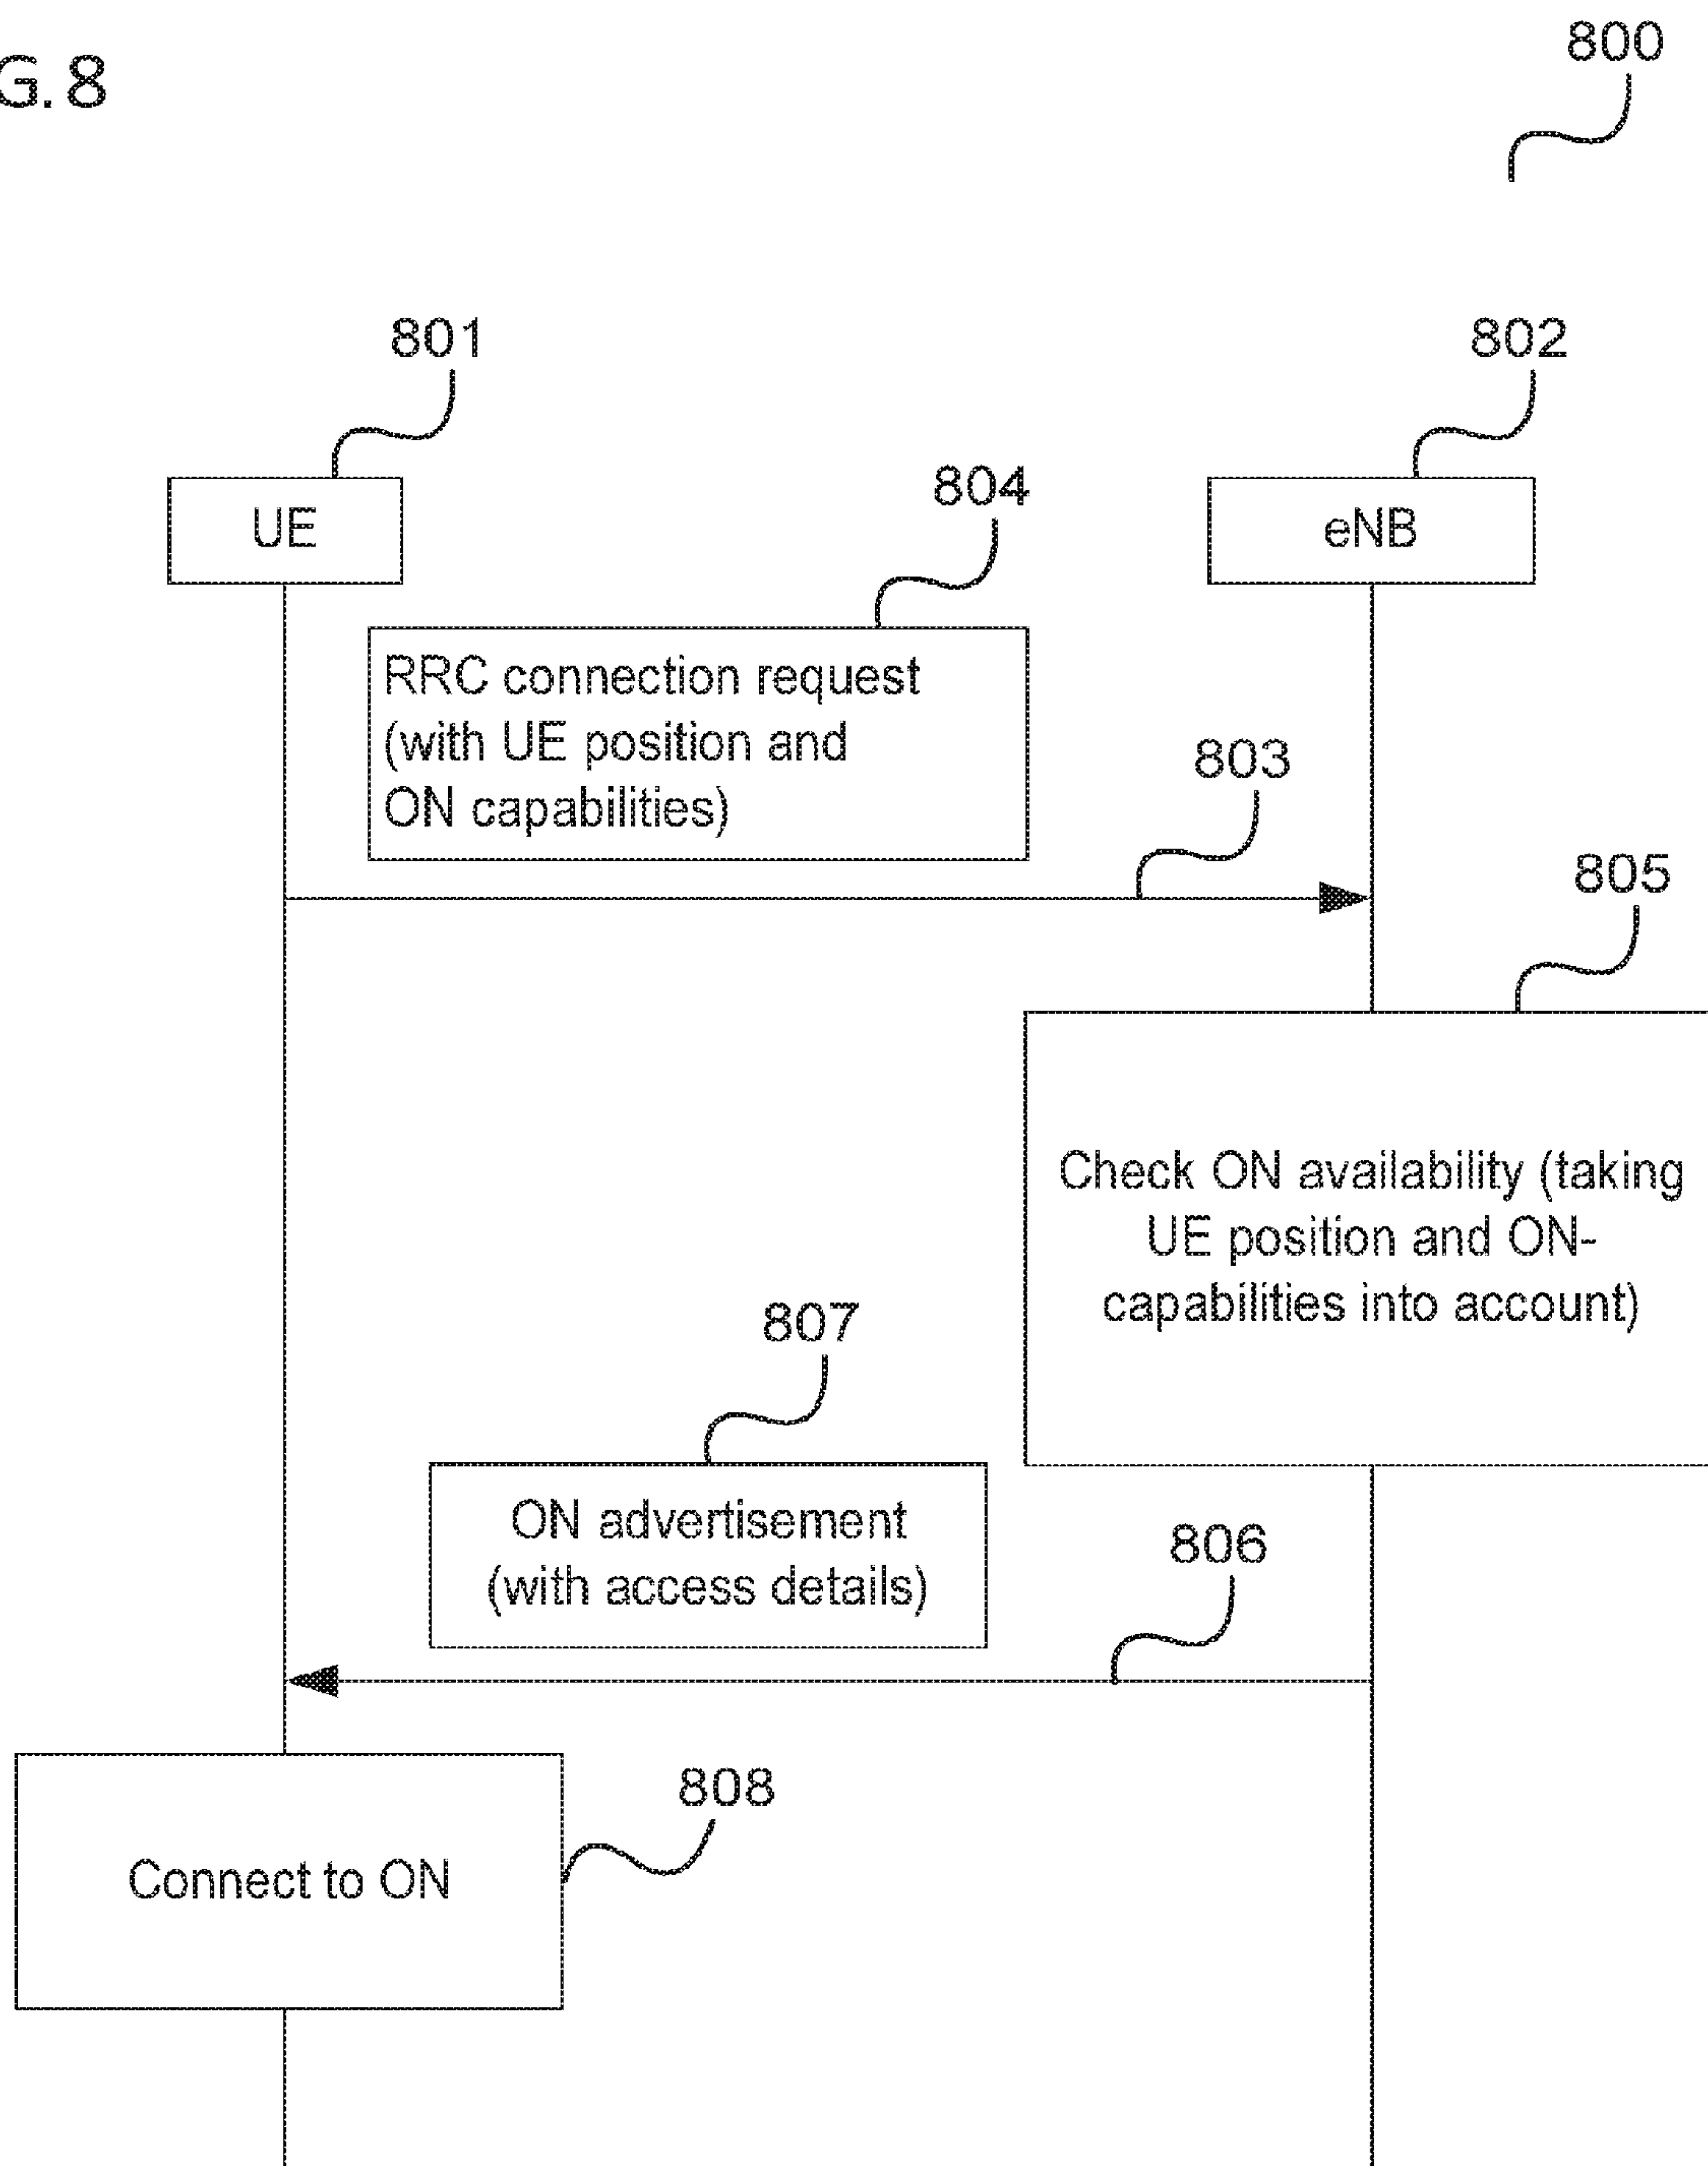 G. 8
800
801
802
UE
804
eNB
RRC connection request
(with UE position and
ON capabilities)
803
805
Check ON availability (taking
UE position and ON-
capabilities into account)
807
ON advertisement
(with access details)
806
808
Connect to ON